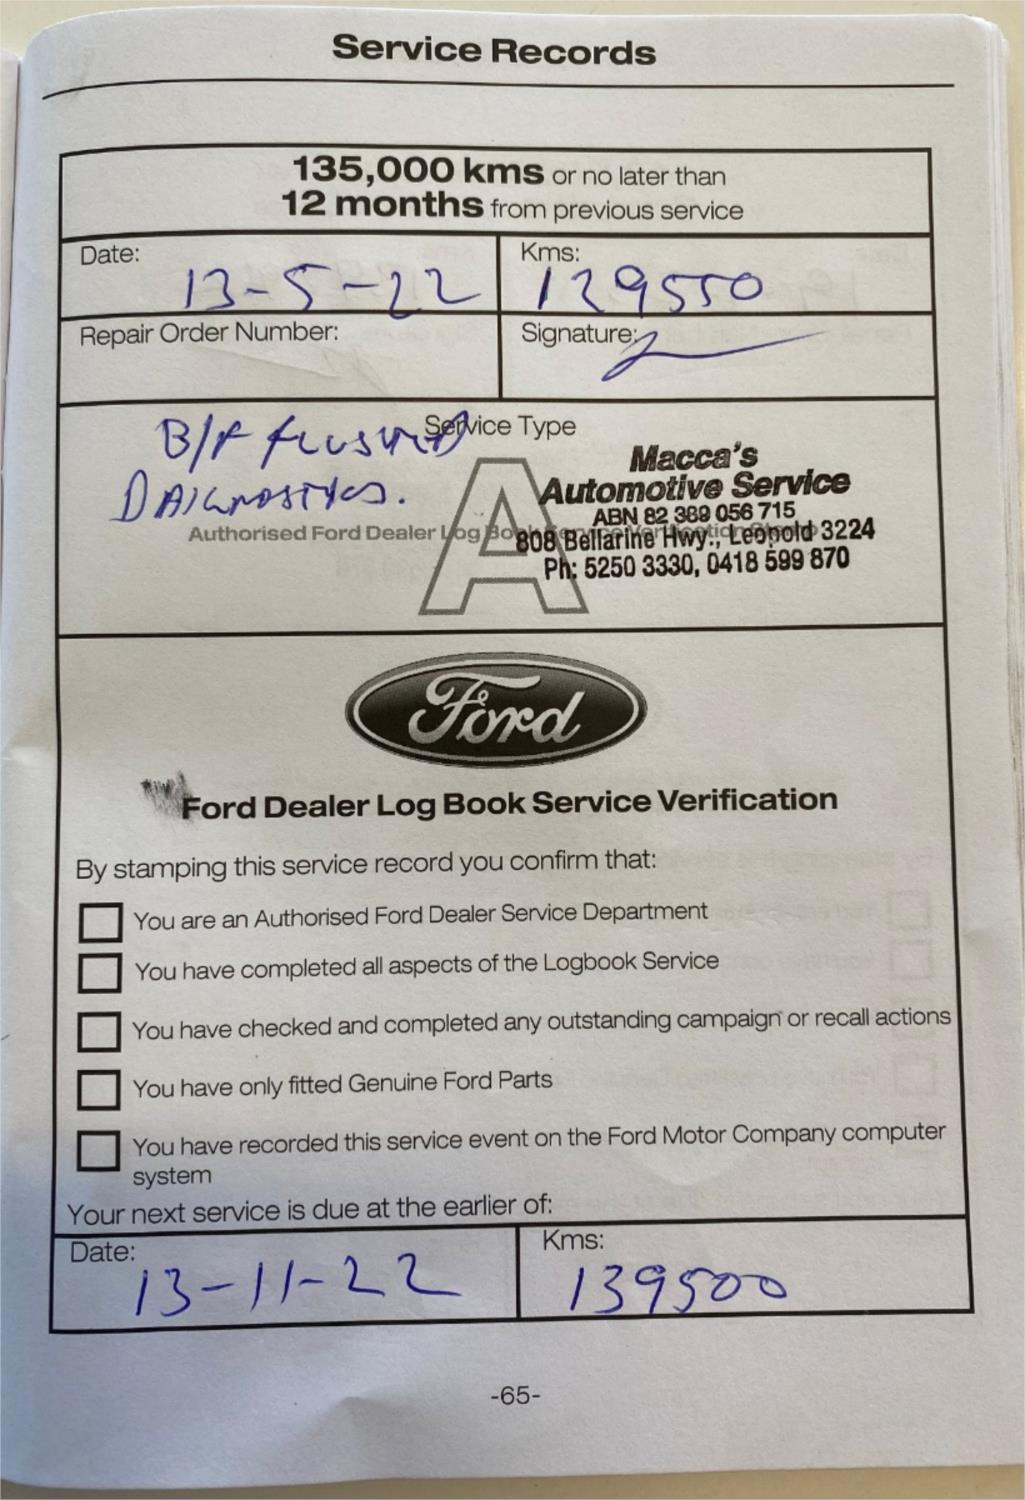 Service Records
135,000 kms or no later than
12 months from previous service
Date:
13-5-22
Kms:
129550
Repair Order Number:
Signature:
Service Type
B/F FLUSHED
DAIGNOSTICS.
A
Authorised Ford Dealer Log Book Service Verification Stamp
Macca's
Automotive Service
ABN 82 389 056 715
808 Bellarine Hwy., Leopold 3224
Ph: 5250 3330, 0418 599 870
Ford
Ford Dealer Log Book Service Verification
By stamping this service record you confirm that:
You are an Authorised Ford Dealer Service Department
You have completed all aspects of the Logbook Service
You have checked and completed any outstanding campaign or recall actions
You have only fitted Genuine Ford Parts
You have recorded this service event on the Ford Motor Company computer
system
Your next service is due at the earlier of:
Date:
13-11-22
Kms:
139500
-65-